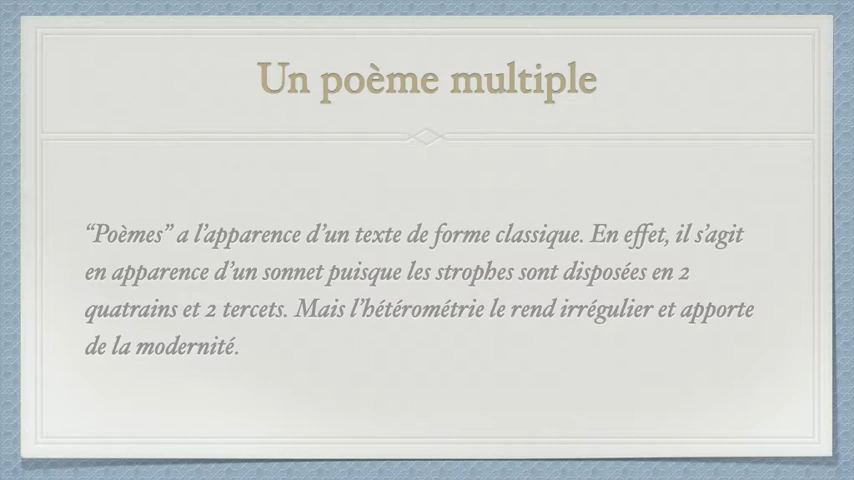 Un poème multiple
“Poèmes” a l’apparence d’un texte de forme classique. En effet, il s’agit
en apparence d’un sonnet puisque les strophes sont disposées en 2
quatrains et 2 tercets. Mais l’hétérométrie le rend irrégulier et apporte
de la modernité.